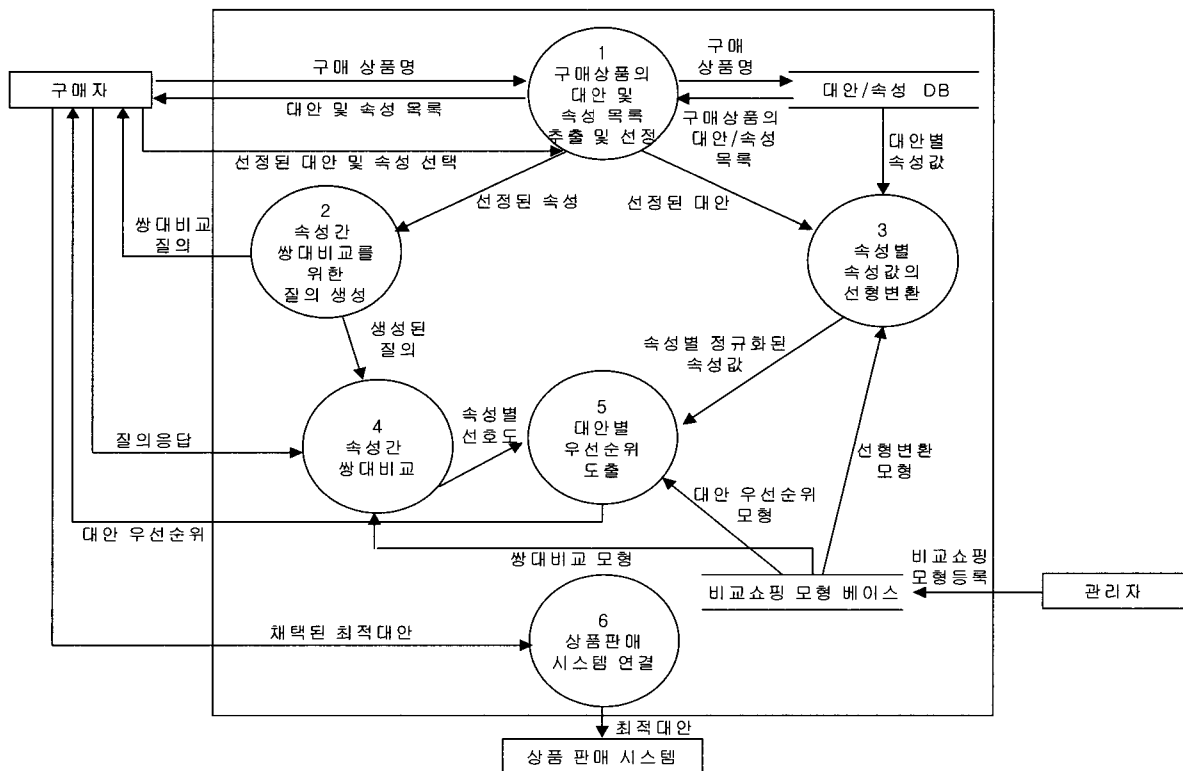 구매자
구매 상품명
대안 및 속성 목록
선정된 대안 및 속성 선택
1
구매상품의
대안 및
속성 목록
추출 및 선정
구매
상품명
구매상품의
대안/속성
목록
대안/속성 DB
대안별
속성값
선정된 속성
선정된 대안
쌍대비교
질의
2
속성간
쌍대비교를
위한
질의 생성
3
속성별
속성값의
선형변환
생성된
질의
속성별 정규화된
속성값
4
속성간
쌍대비교
질의응답
속성별
선호도
5
대안별
우선순위
도출
선형변환
모형
대안 우선순위
모형
대안 우선순위
쌍대비교 모형
비교쇼핑 모형 베이스
비교쇼핑
모형등록
관리자
채택된 최적대안
6
상품판매
시스템 연결
최적대안
상품 판매 시스템